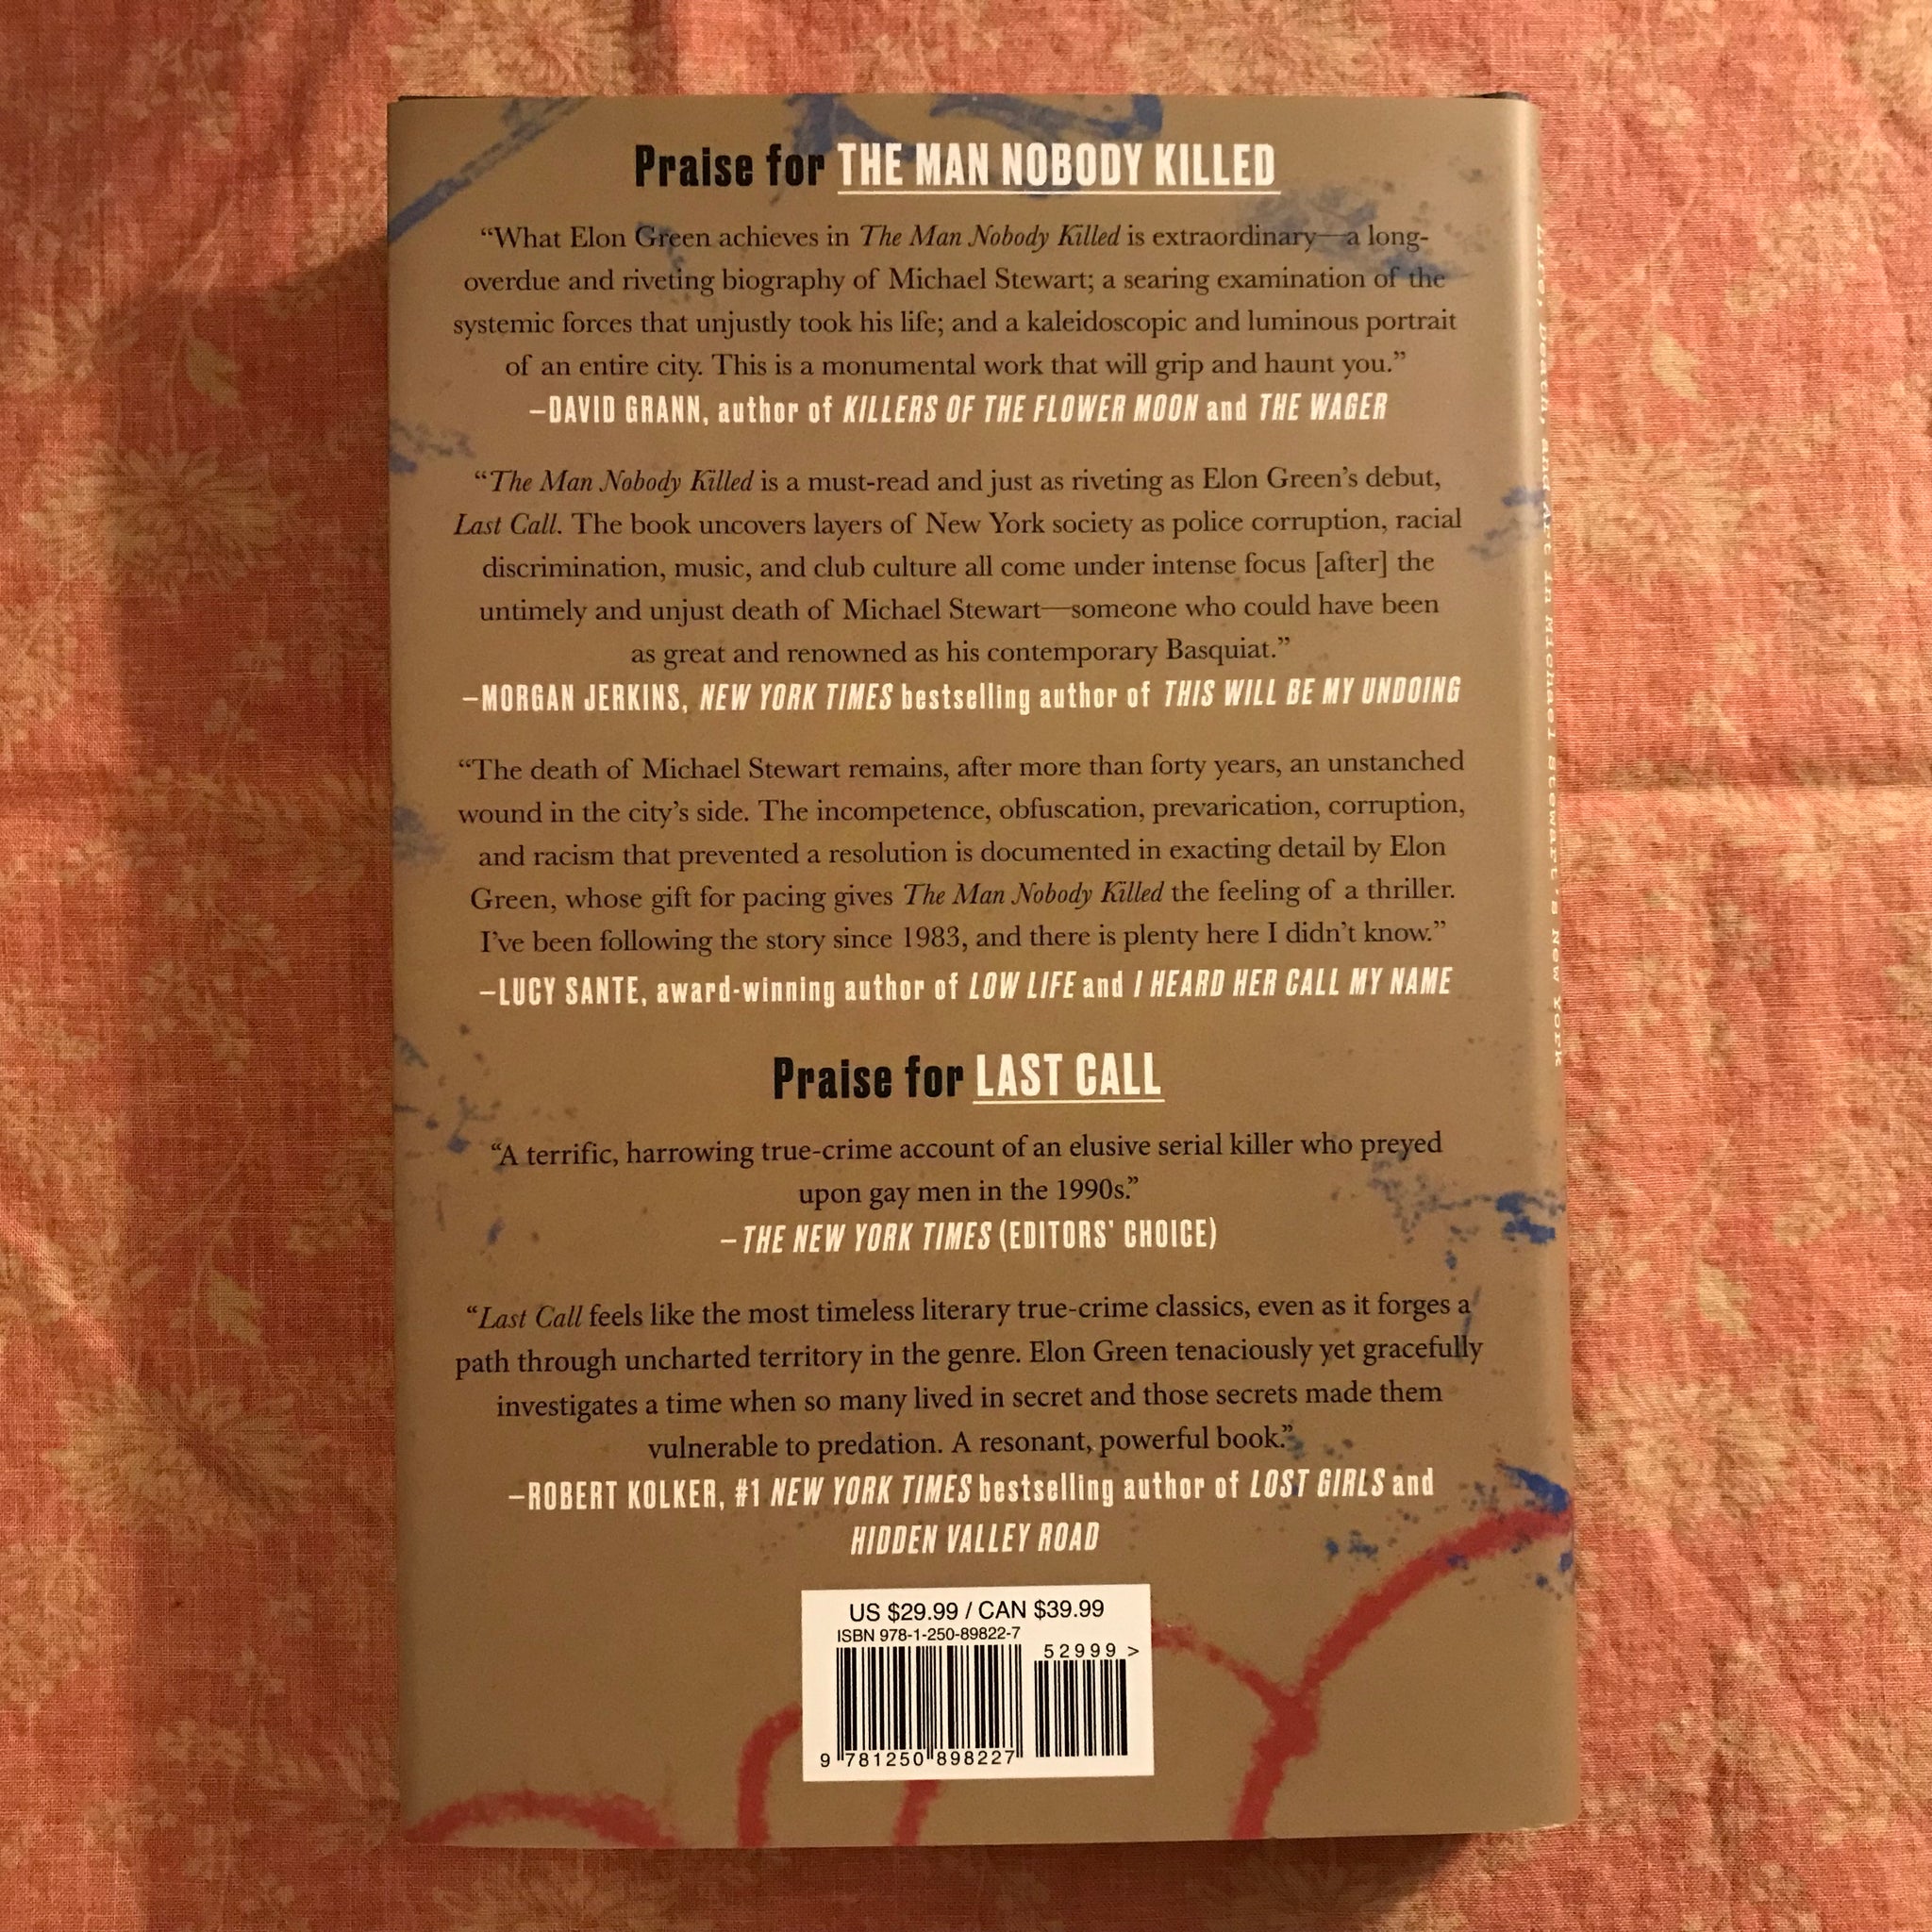 Praise for THE MAN NOBODY KILLED
“What Elon Green achieves in The Man Nobody Killed is extraordinary—a long-
overdue and riveting biography of Michael Stewart; a searing examination of the
systemic forces that unjustly took his life; and a kaleidoscopic and luminous portrait
of an entire city. This is a monumental work that will grip and haunt you.”
—DAVID GRANN, author of KILLERS OF THE FLOWER MOON and THE WAGER
“The Man Nobody Killed is a must-read and just as riveting as Elon Green’s debut,
Last Call. The book uncovers layers of New York society as police corruption, racial
discrimination, music, and club culture all come under intense focus [after] the
untimely and unjust death of Michael Stewart—someone who could have been
as great and renowned as his contemporary Basquiat.”
—MORGAN JERKINS, NEW YORK TIMES bestselling author of THIS WILL BE MY UNDOING
“The death of Michael Stewart remains, after more than forty years, an unstanched
wound in the city’s side. The incompetence, obfuscation, prevarication, corruption,
and racism that prevented a resolution is documented in exacting detail by Elon
Green, whose gift for pacing gives The Man Nobody Killed the feeling of a thriller.
I’ve been following the story since 1983, and there is plenty here I didn’t know.”
—LUCY SANTE, award-winning author of LOW LIFE and I HEARD HER CALL MY NAME
Praise for LAST CALL
“A terrific, harrowing true-crime account of an elusive serial killer who preyed
upon gay men in the 1990s.”
—THE NEW YORK TIMES (EDITORS' CHOICE)
“Last Call feels like the most timeless literary true-crime classics, even as it forges a
path through uncharted territory in the genre. Elon Green tenaciously yet gracefully
investigates a time when so many lived in secret and those secrets made them
vulnerable to predation. A resonant, powerful book.”
—ROBERT KOLKER, #1 NEW YORK TIMES bestselling author of LOST GIRLS and
HIDDEN VALLEY ROAD
US $29.99 / CAN $39.99
ISBN 978-1-250-89822-7
52999 >
9 781250 898227
Life, Death, and Art in Michael Stewart's New York